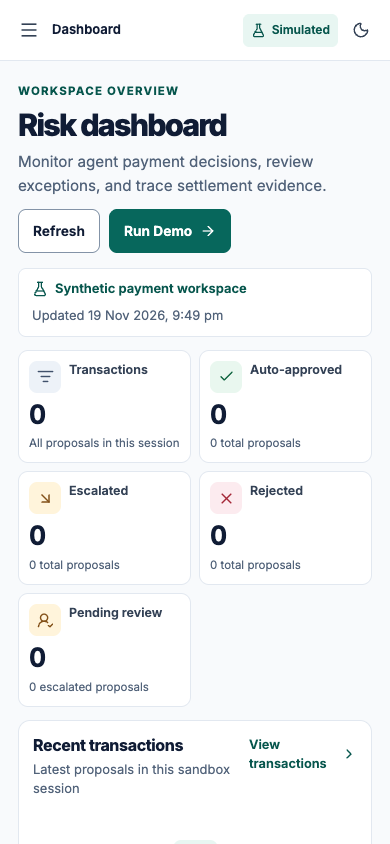 Dashboard
Simulated
WORKSPACE OVERVIEW
Risk dashboard
Monitor agent payment decisions, review
exceptions, and trace settlement evidence.
Refresh
Run Demo
Synthetic payment workspace
Updated 19 Nov 2026, 9:49 pm
Transactions
0
All proposals in this session
Auto-approved
0
0 total proposals
Escalated
0
0 total proposals
Rejected
0
0 total proposals
Pending review
0
0 escalated proposals
Recent transactions
Latest proposals in this sandbox
session
View
transactions